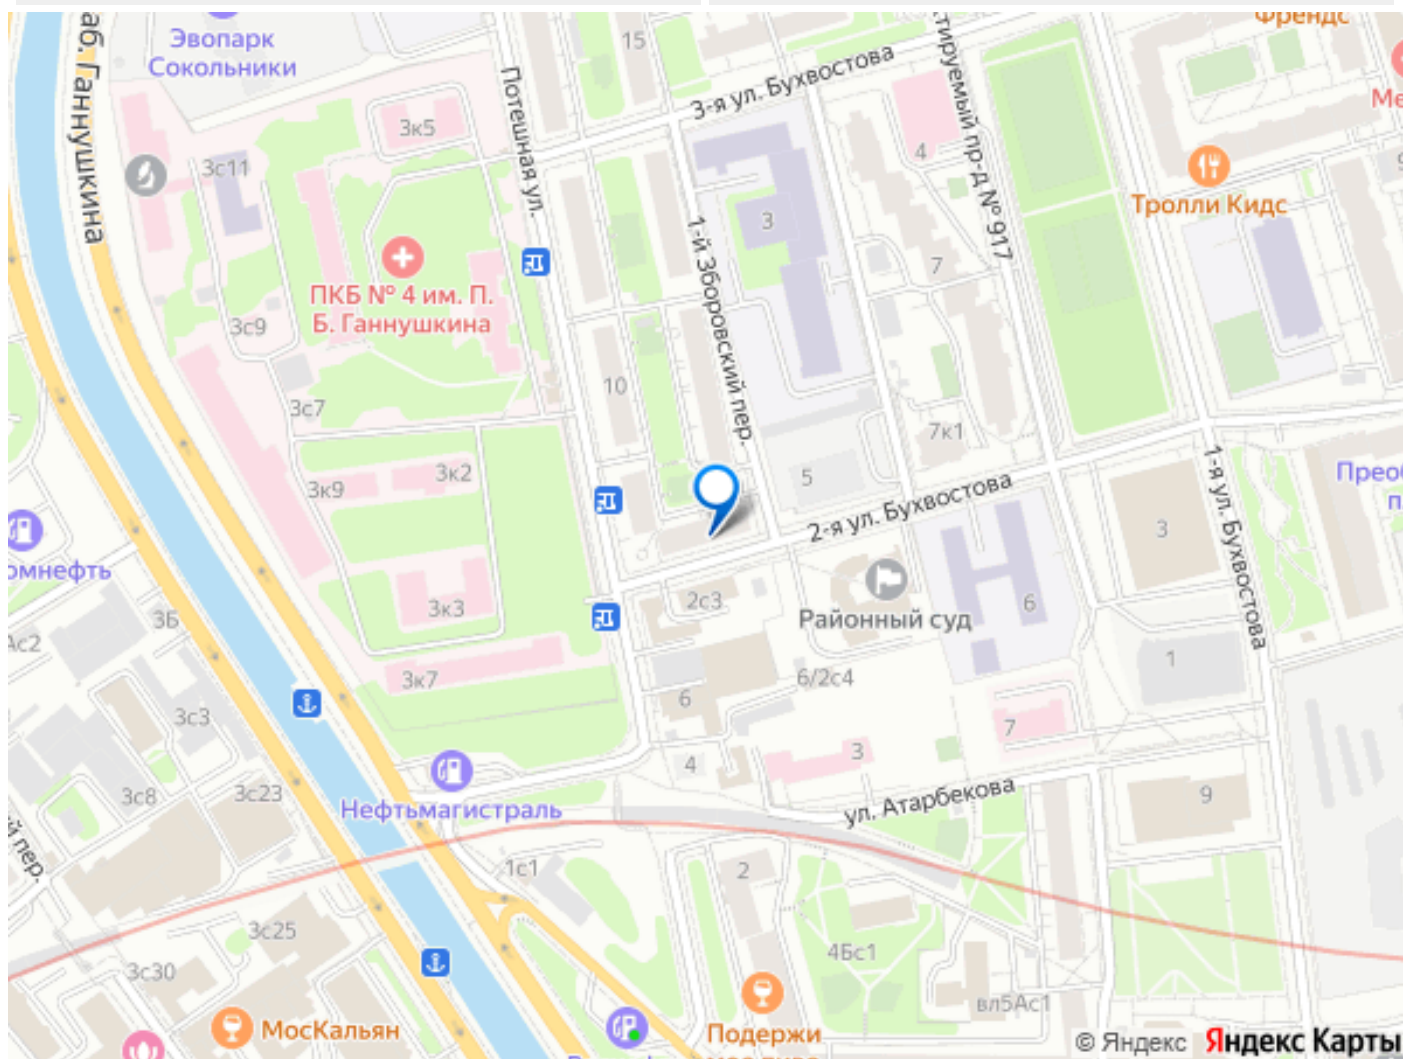 Эвопарк
Сокольники
наб. Ганнушкина
Потешная ул.
15
3-я ул. Бухвостова
Френдс
3к5
3с11
4
Тролли Кидс
3
1-й Зборовский пер.
7
ПКБ № 4 им. П.
Б. Ганнушкина
3с9
10
3с7
7к1
3к2
3к9
5
2-я ул. Бухвостова
1-я ул. Бухвостова
3
3к3
2с3
Районный суд
6
3Б
3к7
6/2с4
1
3с3
6
7
4
3
Нефтьмагистраль
3с8
3с23
ул. Атарбекова
9
1с1
2
3с25
4Бс1
3с30
вл5Ас1
МосКальян
Подержи
© Яндекс Яндекс Карты